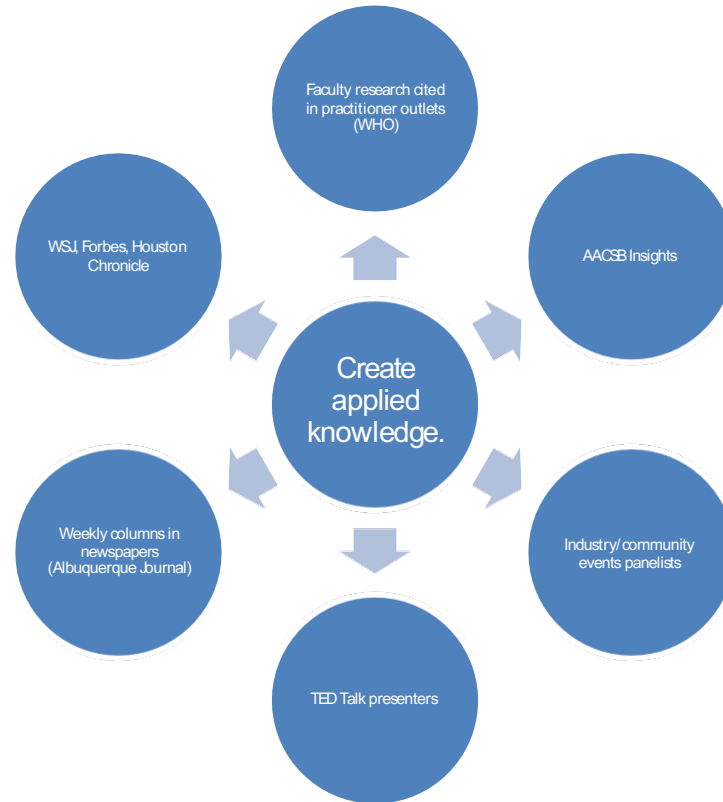 Faculty research cited
in practitioner outlets
(WHO)
WSJ, Forbes, Houston
Chronicle
AACSB Insights
Create
applied
knowledge.
Weekly columns in
newspapers
(Albuquerque Journal)
Industry/community
events panelists
TED Talk presenters